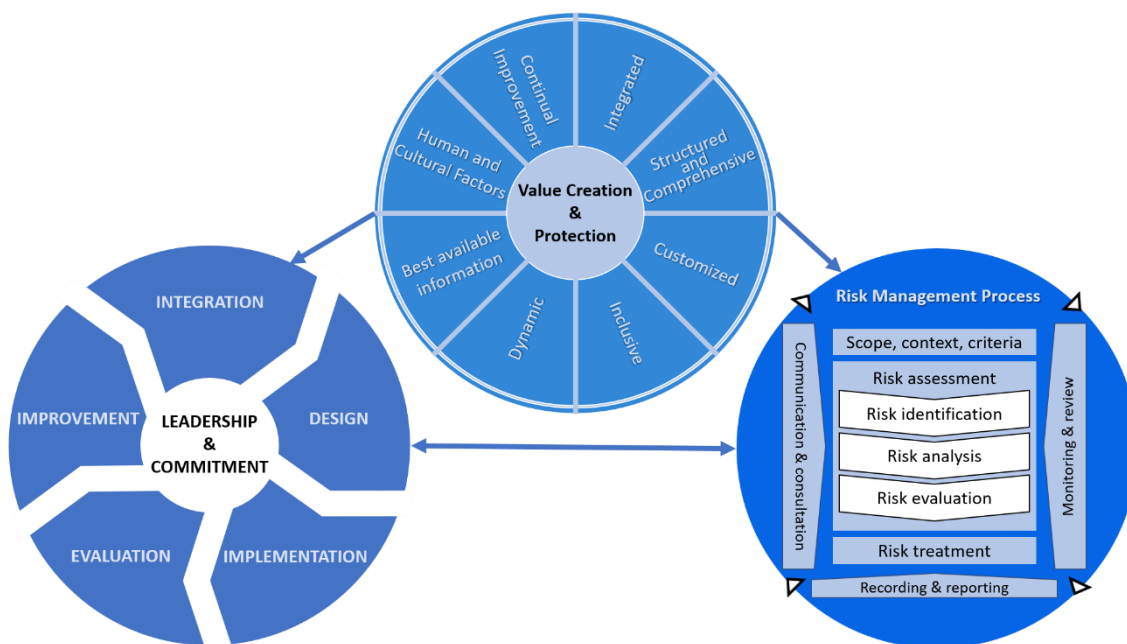 Continual
Improvement
Integrated
Human and
Cultural Factors
Structured
and
Comprehensive
Value Creation
&
Protection
Best available
information
Customized
Dynamic
Inclusive
INTEGRATION
IMPROVEMENT
DESIGN
LEADERSHIP
&
COMMITMENT
EVALUATION
IMPLEMENTATION
Risk Management Process
Scope, context, criteria
Communication & consultation
Risk assessment
Risk identification
Risk analysis
Risk evaluation
Monitoring & review
Risk treatment
Recording & reporting